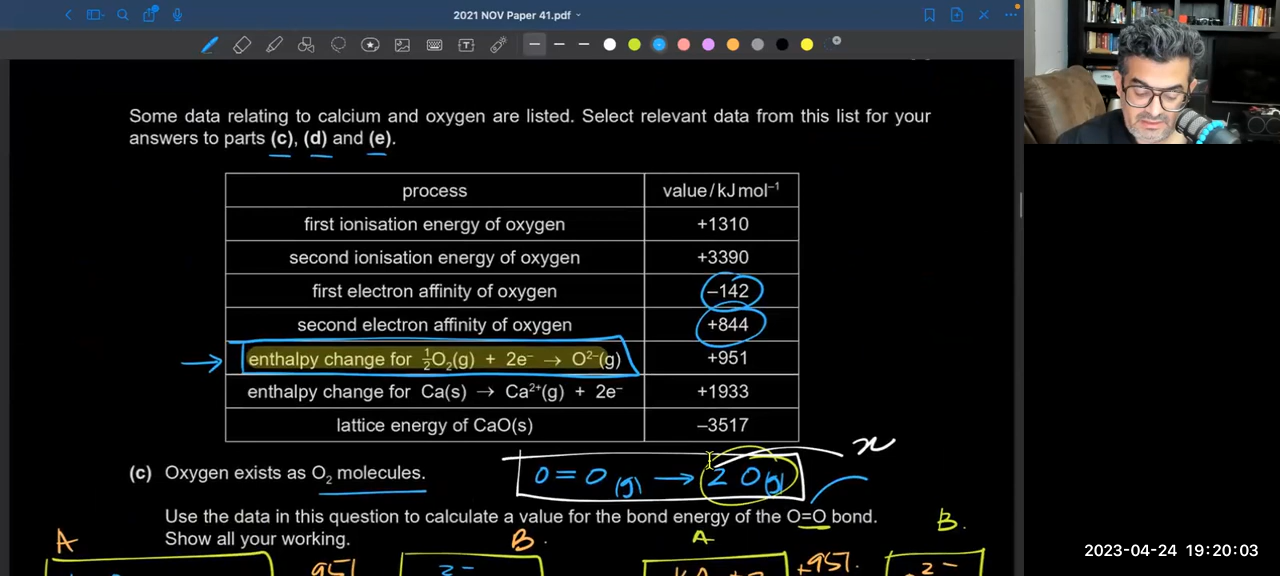 2021 NOV Paper 41.pdf
Some data relating to calcium and oxygen are listed. Select relevant data from this list for your
answers to parts (c), (d) and (e).
process value / kJ mol⁻¹
first ionisation energy of oxygen +1310
second ionisation energy of oxygen +3390
first electron affinity of oxygen –142
second electron affinity of oxygen +844
enthalpy change for ½O₂(g) + 2e⁻ → O²⁻(g) +951
enthalpy change for Ca(s) → Ca²⁺(g) + 2e⁻ +1933
lattice energy of CaO(s) –3517
x
(c) Oxygen exists as O₂ molecules.
O = O (g) → 2 O(g)
Use the data in this question to calculate a value for the bond energy of the O=O bond.
B.
Show all your working.
A B. A
2023-04-24 19:20:03
951 2– +951. 2–